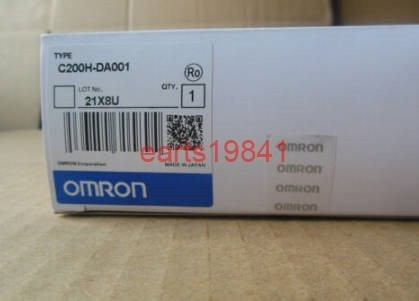 TYPE
C200H-DA001
Ro
LOT No.
QTY.
21X8U
1
earts19841
OMRON Corporation
MADE IN JAPAN
OMRON
OMRON
OMRON
OMRON
OMRON